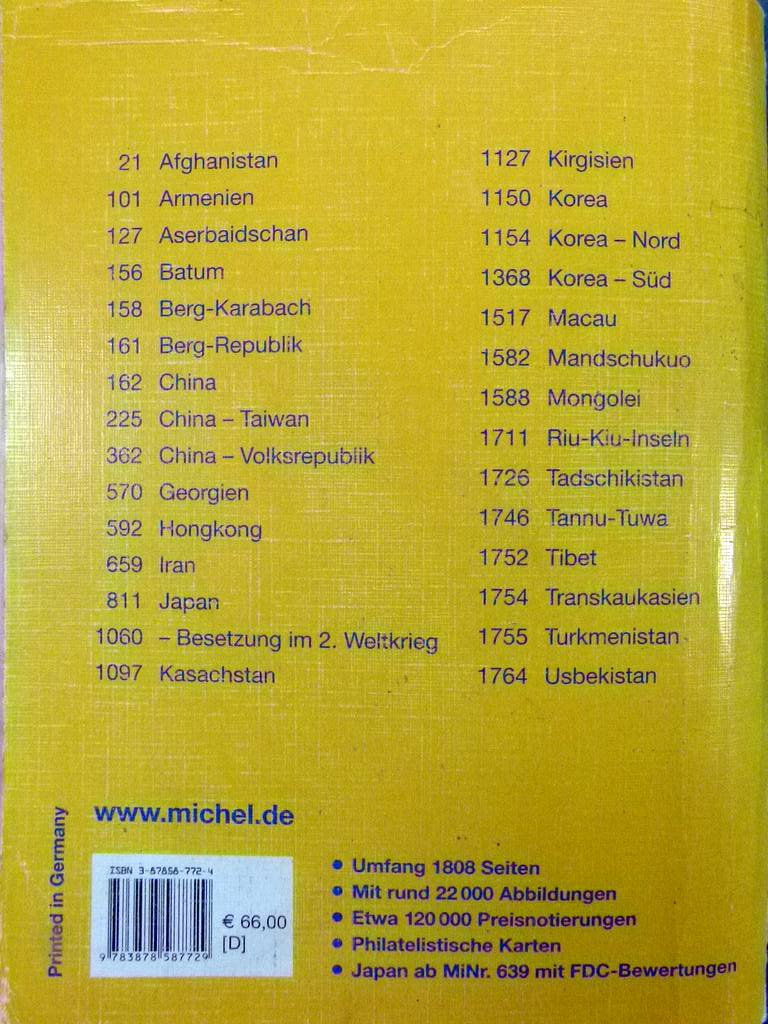 21 Afghanistan
101 Armenien
127 Aserbaidschan
156 Batum
158 Berg-Karabach
161 Berg-Republik
162 China
225 China – Taiwan
362 China – Volksrepublik
570 Georgien
592 Hongkong
659 Iran
811 Japan
1060 – Besetzung im 2. Weltkrieg
1097 Kasachstan
1127 Kirgisien
1150 Korea
1154 Korea – Nord
1368 Korea – Süd
1517 Macau
1582 Mandschukuo
1588 Mongolei
1711 Riu-Kiu-Inseln
1726 Tadschikistan
1746 Tannu-Tuwa
1752 Tibet
1754 Transkaukasien
1755 Turkmenistan
1764 Usbekistan
Printed in Germany
www.michel.de
ISBN 3-87858-772-4
9 783878 587729
€ 66,00
[D]
• Umfang 1808 Seiten
• Mit rund 22 000 Abbildungen
• Etwa 120 000 Preisnotierungen
• Philatelistische Karten
• Japan ab MiNr. 639 mit FDC-Bewertungen